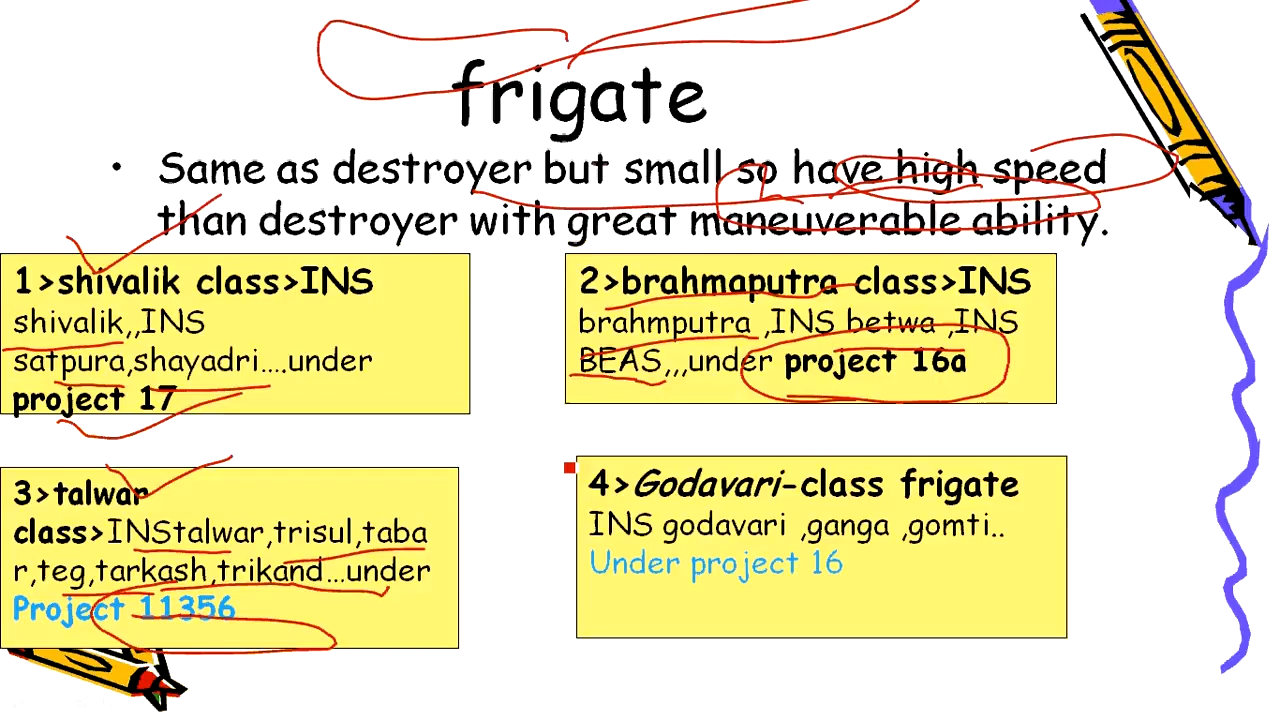 frigate
• Same as destroyer but small so have high speed
than destroyer with great maneuverable ability.
1>shivalik class>INS
shivalik,,INS
satpura,shayadri....under
project 17
2>brahmaputra class>INS
brahmputra ,INS betwa ,INS
BEAS,,,under project 16a
3>talwar
class>INStalwar,trisul,taba
r,teg,tarkash,trikand...under
Project 11356
4>Godavari-class frigate
INS godavari ,ganga ,gomti..
Under project 16